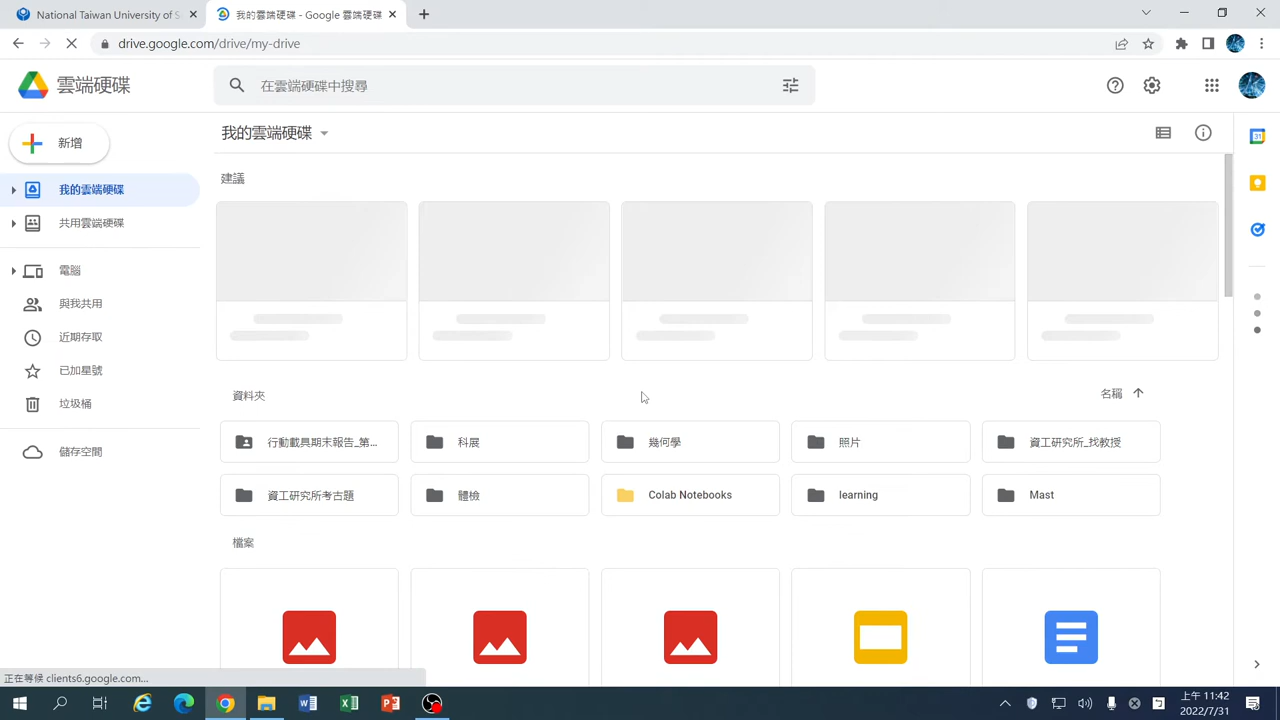 National Taiwan University of S
我的雲端硬碟 - Google 雲端硬碟
drive.google.com/drive/my-drive
雲端硬碟
在雲端硬碟中搜尋
新增
我的雲端硬碟
共用雲端硬碟
電腦
與我共用
近期存取
已加星號
垃圾桶
儲存空間
我的雲端硬碟
建議
資料夾
名稱
行動載具期末報告_第...
科展
幾何學
照片
資工研究所_找教授
資工研究所考古題
體檢
Colab Notebooks
learning
Mast
檔案
31
正在等候 clients6.google.com...
上午 11:42
2022/7/31